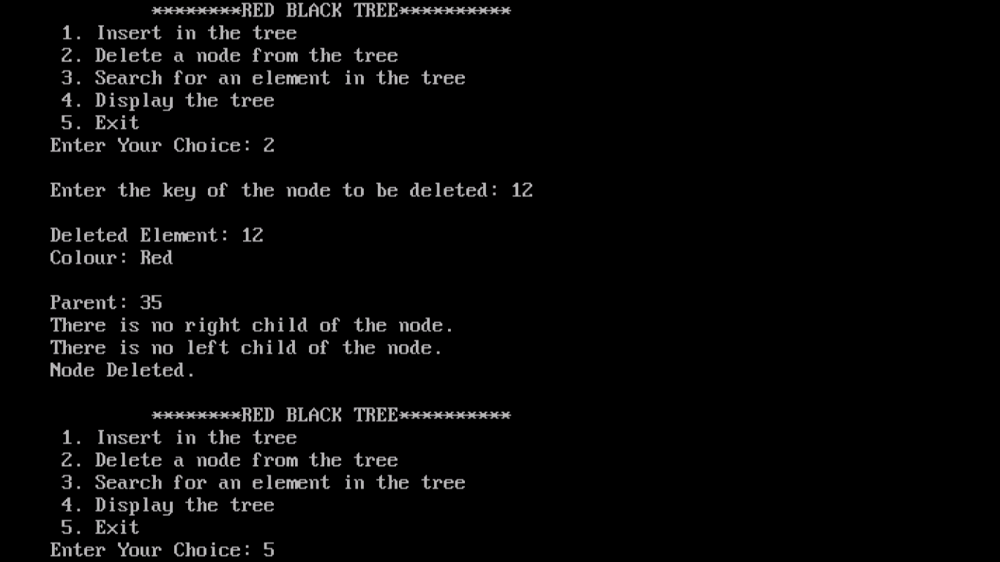 ********RED BLACK TREE**********
1. Insert in the tree
2. Delete a node from the tree
3. Search for an element in the tree
4. Display the tree
5. Exit
Enter Your Choice: 2
Enter the key of the node to be deleted: 12
Deleted Element: 12
Colour: Red
Parent: 35
There is no right child of the node.
There is no left child of the node.
Node Deleted.
********RED BLACK TREE**********
1. Insert in the tree
2. Delete a node from the tree
3. Search for an element in the tree
4. Display the tree
5. Exit
Enter Your Choice: 5